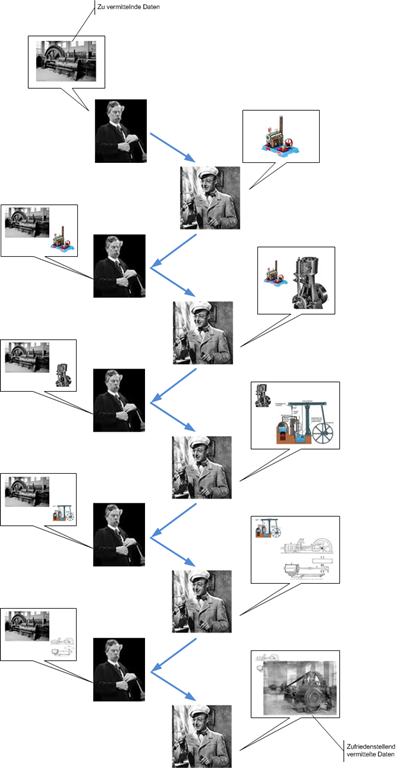 Zu vermittelnde Daten
Zufriedenstellend
vermittelte Daten